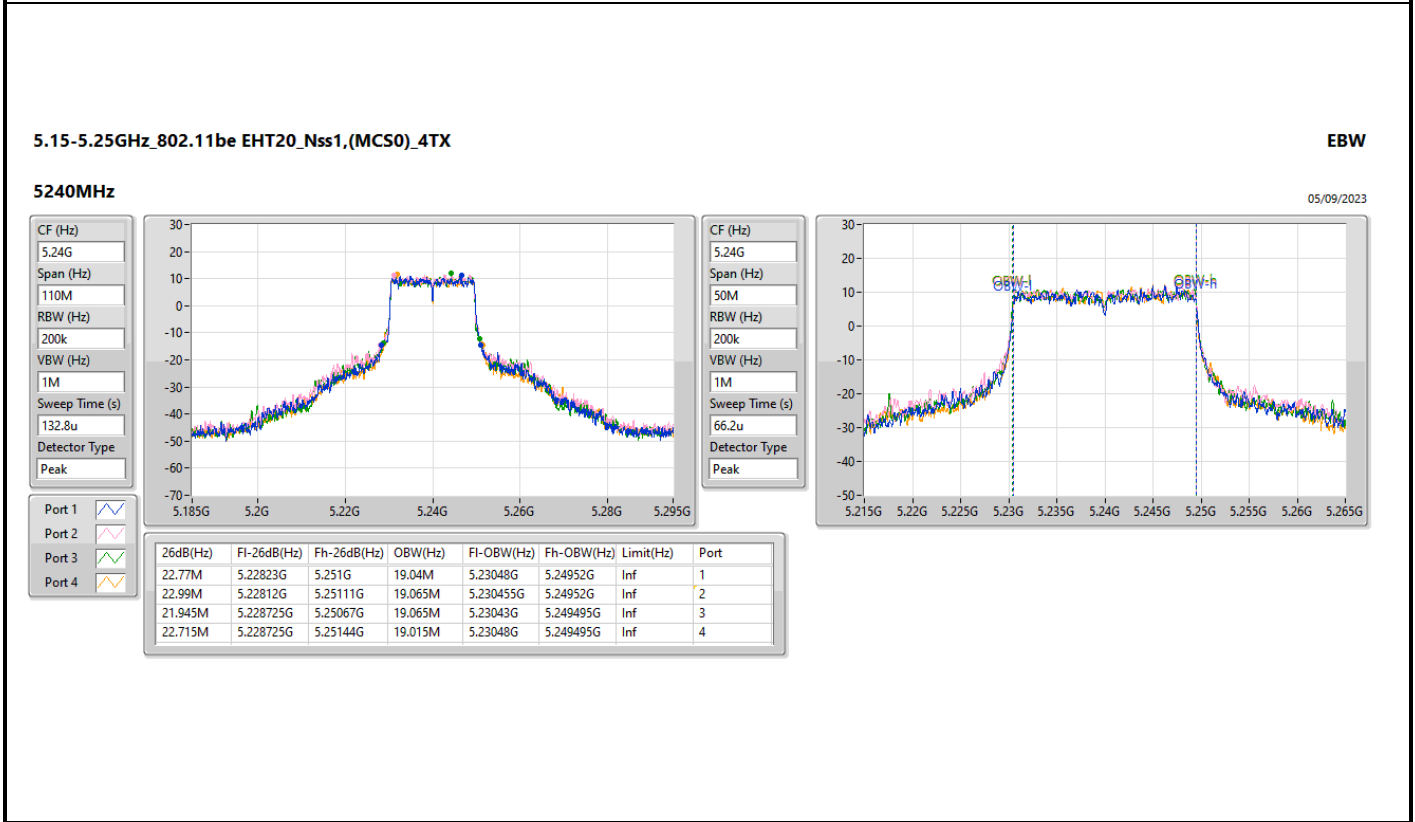 5.15-5.25GHz_802.11be EHT20_Nss1,(MCS0)_4TX
EBW
5240MHz
05/09/2023
CF (Hz)
5.24G
Span (Hz)
110M
RBW (Hz)
200k
VBW (Hz)
1M
Sweep Time (s)
132.8u
Detector Type
Peak
30
20
10
0
-10
-20
-30
-40
-50
-60
-70
5.185G 5.2G 5.22G 5.24G 5.26G 5.28G 5.295G
CF (Hz)
5.24G
Span (Hz)
50M
RBW (Hz)
200k
VBW (Hz)
1M
Sweep Time (s)
66.2u
Detector Type
Peak
30
20
10
0
-10
-20
-30
-40
-50
OBW-l OBW-h
5.215G 5.22G 5.225G 5.23G 5.235G 5.24G 5.245G 5.25G 5.255G 5.26G 5.265G
Port 1
Port 2
Port 3
Port 4
26dB(Hz) Fl-26dB(Hz) Fh-26dB(Hz) OBW(Hz) Fl-OBW(Hz) Fh-OBW(Hz) Limit(Hz) Port
22.77M 5.22823G 5.251G 19.04M 5.23048G 5.24952G Inf 1
22.99M 5.22812G 5.25111G 19.065M 5.230455G 5.24952G Inf 2
21.945M 5.228725G 5.25067G 19.065M 5.23043G 5.249495G Inf 3
22.715M 5.228725G 5.25144G 19.015M 5.23048G 5.249495G Inf 4